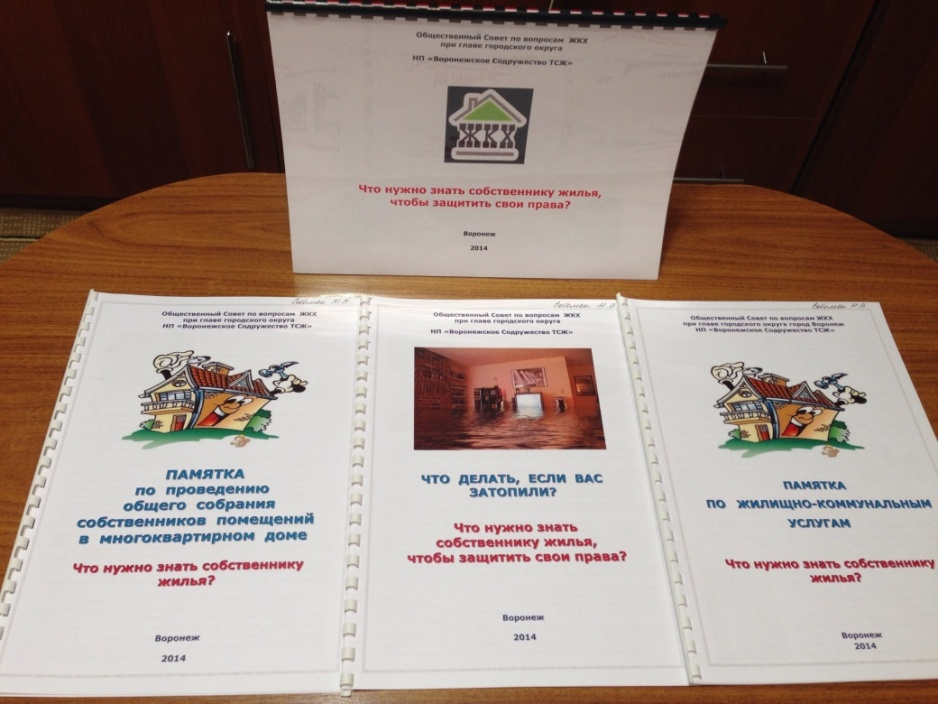 Общественный Совет по вопросам ЖКХ
при главе городского округа
НП «Воронежское Содружество ТСЖ»
ЖКХ
Что нужно знать собственнику жилья,
чтобы защитить свои права?
Воронеж
2014
Общественный Совет по вопросам ЖКХ
при главе городского округа
НП «Воронежское Содружество ТСЖ»
ПАМЯТКА
по проведению
общего собрания
собственников помещений
в многоквартирном доме
Что нужно знать собственнику
жилья?
Воронеж
2014
Общественный Совет по вопросам ЖКХ
при главе городского округа
НП «Воронежское Содружество ТСЖ»
ЧТО ДЕЛАТЬ, ЕСЛИ ВАС
ЗАТОПИЛИ?
Что нужно знать
собственнику жилья,
чтобы защитить свои права?
Воронеж
2014
Общественный Совет по вопросам ЖКХ
при главе городского округа город Воронеж
НП «Воронежское Содружество ТСЖ»
ПАМЯТКА
ПО ЖИЛИЩНО-КОММУНАЛЬНЫМ
УСЛУГАМ
Что нужно знать собственнику
жилья?
Воронеж
2014